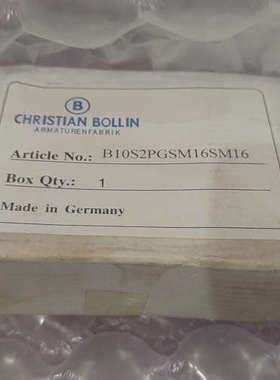 B
CHRISTIAN BOLLIN
ARMATURENFABRIK
Article No.: B10S2PGSM16SM16
Box Qty.: 1
Made in Germany